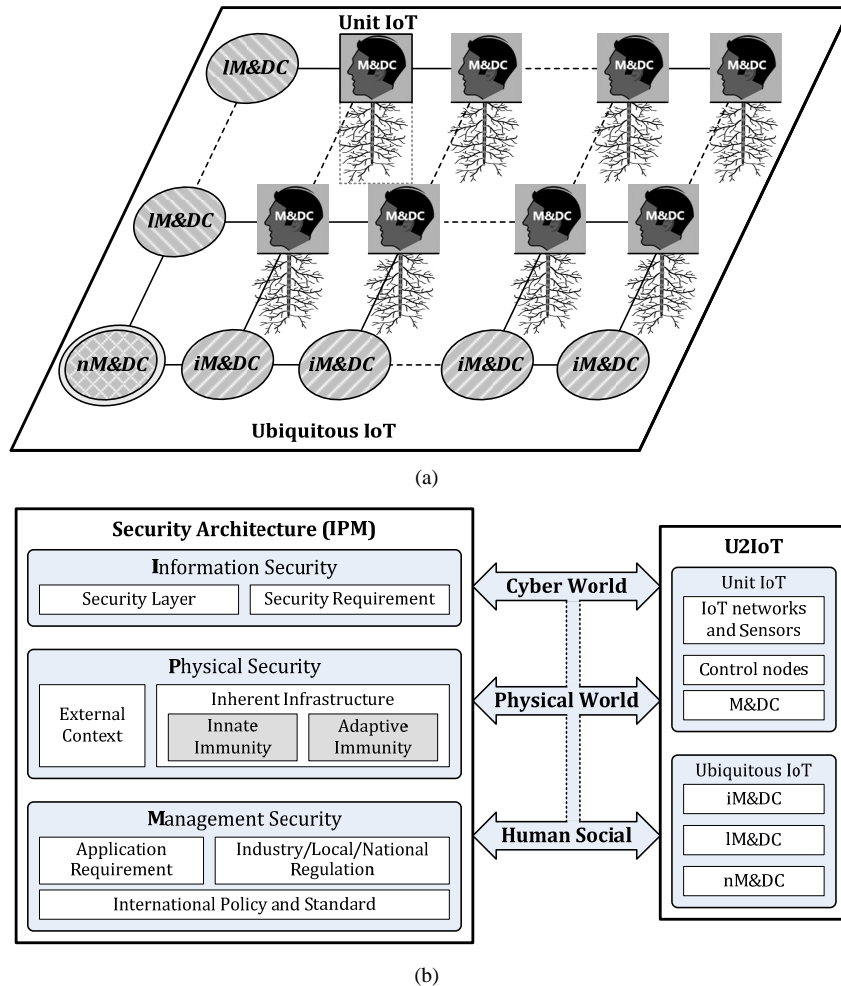 Unit IoT
lM&DC
M&DC
M&DC
M&DC
M&DC
lM&DC
M&DC
M&DC
M&DC
M&DC
nM&DC
iM&DC
iM&DC
iM&DC
iM&DC
Ubiquitous IoT
(a)
Security Architecture (IPM)
Information Security
Security Layer
Security Requirement
Physical Security
External
Context
Inherent Infrastructure
Innate
Immunity
Adaptive
Immunity
Management Security
Application
Requirement
Industry/Local/National
Regulation
International Policy and Standard
Cyber World
Physical World
Human Social
U2IoT
Unit IoT
IoT networks
and Sensors
Control nodes
M&DC
Ubiquitous IoT
iM&DC
lM&DC
nM&DC
(b)